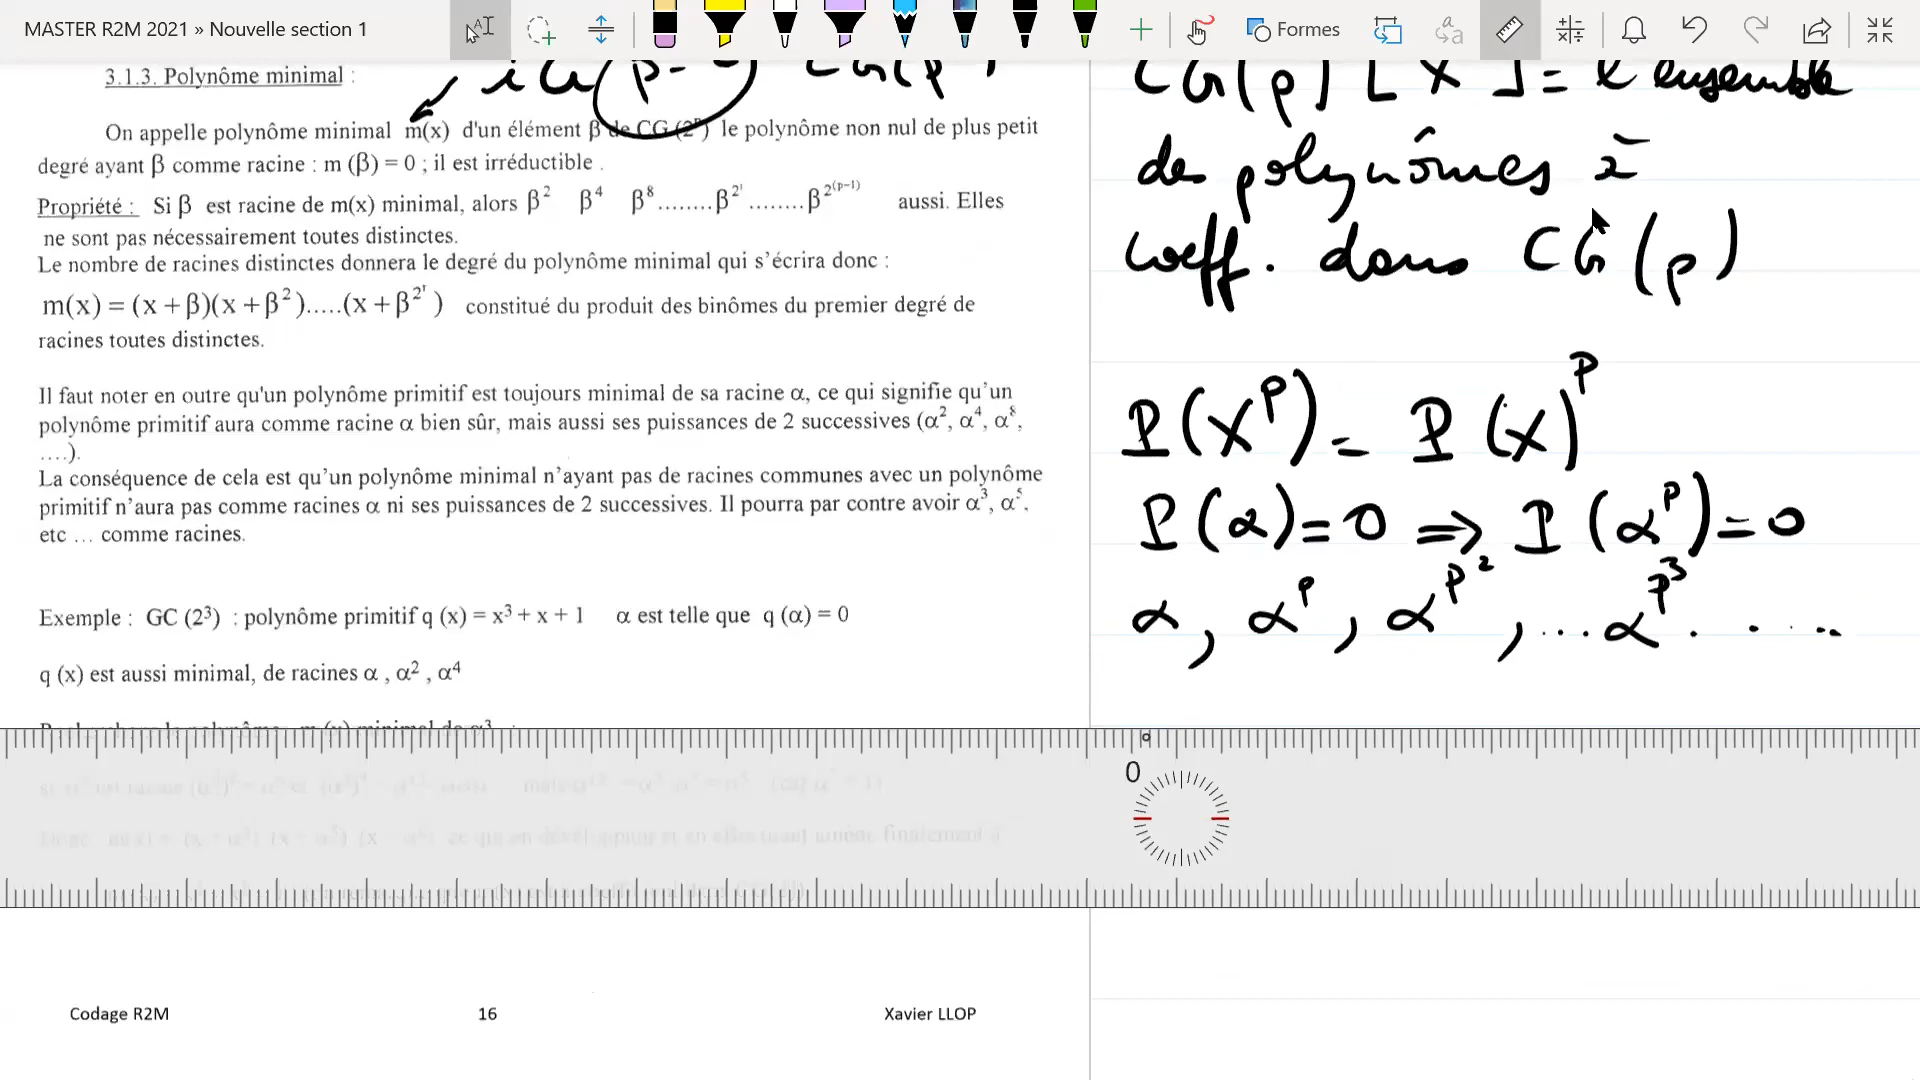 MASTER R2M 2021 » Nouvelle section 1
Formes
3.1.3. Polynôme minimal :
ici (p=2) CG(p)
On appelle polynôme minimal m(x) d'un élément β de CG (2ᵖ) le polynôme non nul de plus petit
degré ayant β comme racine : m (β) = 0 ; il est irréductible .
Propriété : Si β est racine de m(x) minimal, alors β² β⁴ β⁸........β^2^i........β^2^(p-1) aussi. Elles
ne sont pas nécessairement toutes distinctes.
Le nombre de racines distinctes donnera le degré du polynôme minimal qui s'écrira donc :
m(x) = (x + β)(x + β²).....(x + β^2^r) constitué du produit des binômes du premier degré de
racines toutes distinctes.
Il faut noter en outre qu'un polynôme primitif est toujours minimal de sa racine α, ce qui signifie qu'un
polynôme primitif aura comme racine α bien sûr, mais aussi ses puissances de 2 successives (α², α⁴, α⁸,
....).
La conséquence de cela est qu'un polynôme minimal n'ayant pas de racines communes avec un polynôme
primitif n'aura pas comme racines α ni ses puissances de 2 successives. Il pourra par contre avoir α³, α⁵,
etc ... comme racines.
Exemple : GC (2³) : polynôme primitif q (x) = x³ + x + 1 α est telle que q (α) = 0
q (x) est aussi minimal, de racines α , α² , α⁴
Codage R2M
16
Xavier LLOP
CG(p) [X] = l'ensemble
des polynômes à
coeff. dans CG(p)
P(X^p) = P(X)^p
P(α)=0 ⇒ P(α^p)=0
α, α^p, α^p², ... α^p³ . . ..
0